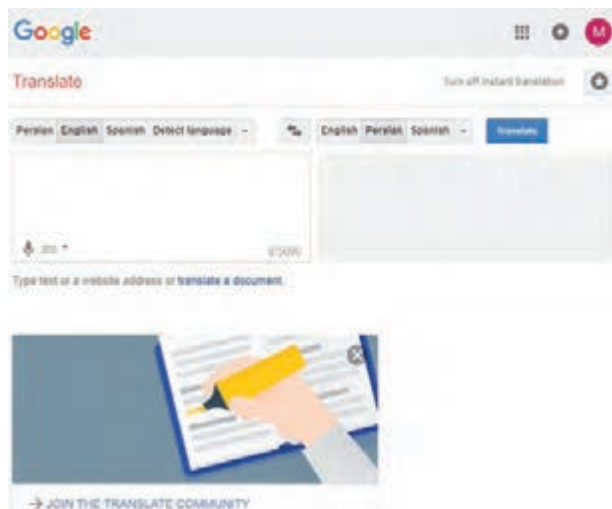 Google
M
Translate
Turn off instant translation
Persian English Spanish Detect language
English Persian Spanish
Translate
0/5000
Type text or a website address or translate a document.
→ JOIN THE TRANSLATE COMMUNITY